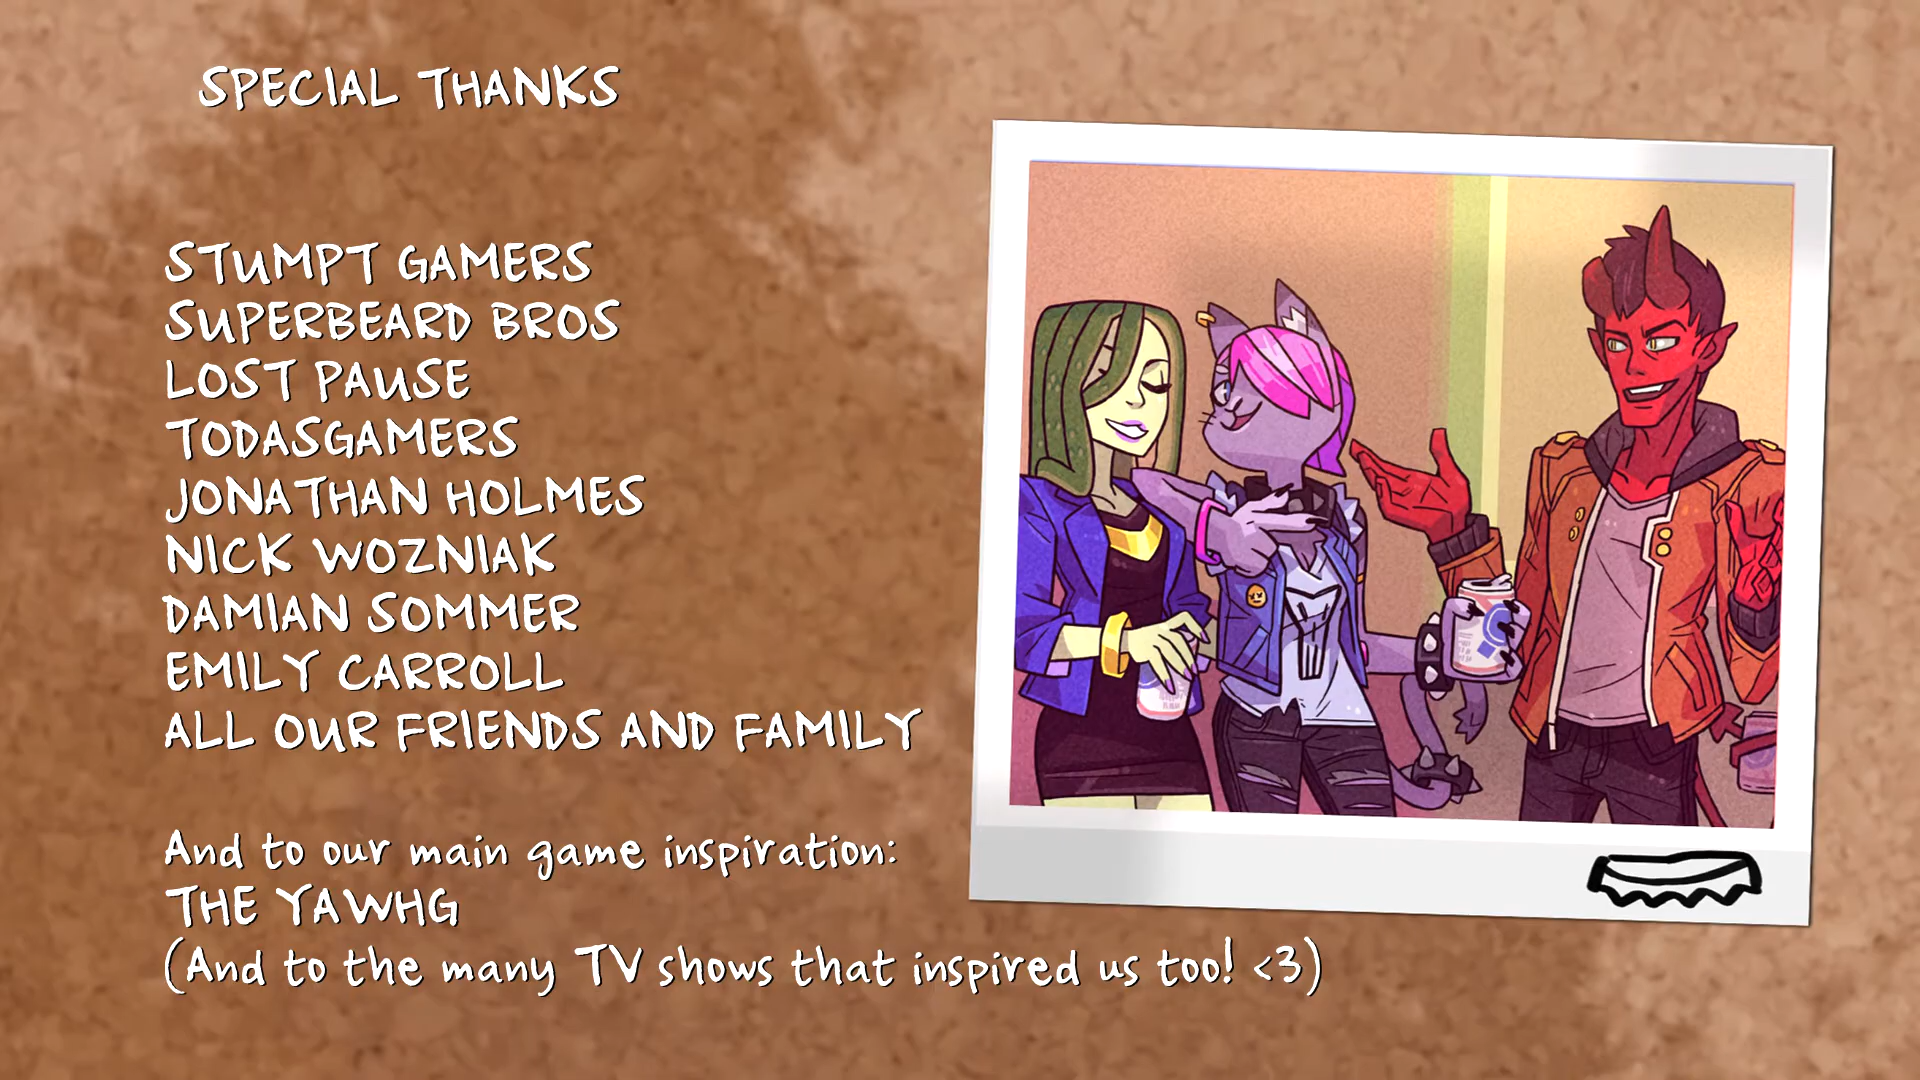 SPECIAL THANKS
STUMPT GAMERS
SUPERBEARD BROS
LOST PAUSE
TODASGAMERS
JONATHAN HOLMES
NICK WOZNIAK
DAMIAN SOMMER
EMILY CARROLL
ALL OUR FRIENDS AND FAMILY
And to our main game inspiration:
THE YAWHG
(And to the many TV shows that inspired us too! <3)